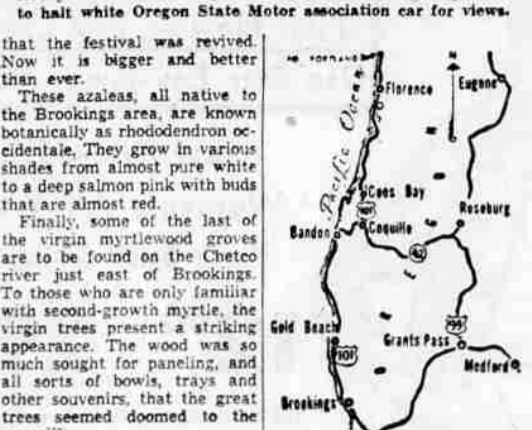 to halt white Oregon State Motor association car for views.
that the festival was revived.
Now it is bigger and better
than ever.
These azaleas, all native to
the Brookings area, are known
botanically as rhododendron oc-
cidentale. They grow in various
shades from almost pure white
to a deep salmon pink with buds
that are almost red.
Finally, some of the last of
the virgin myrtlewood groves
are to be found on the Chetco
river just east of Brookings.
To those who are only familiar
with second-growth myrtle, the
virgin trees present a striking
appearance. The wood was so
much sought for paneling, and
all sorts of bowls, trays and
other souvenirs, that the great
trees seemed doomed to the
Florence
Eugene
N
Pacific Ocean
Coos Bay
101
Roseburg
Bandon
Coquille
42
O R E G O N
Gold Beach
99
Grants Pass
101
Medford
Brookings